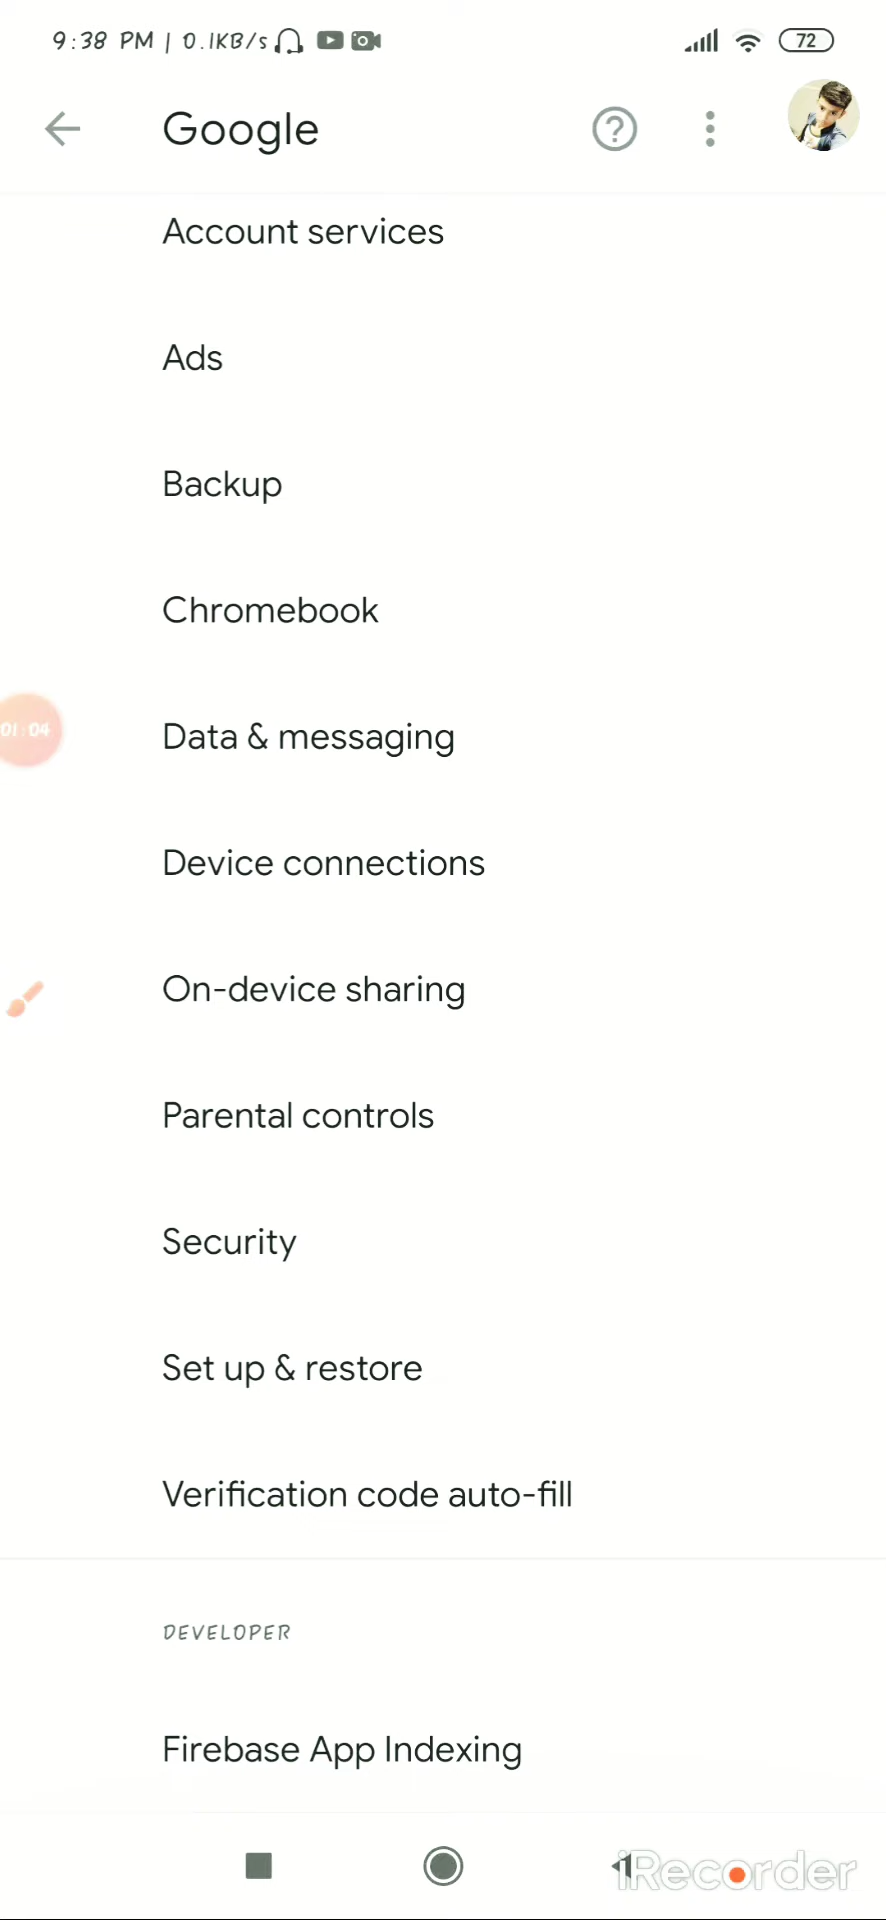 9:38 PM | 0.1KB/s 72
Google
Account services
Ads
Backup
Chromebook
01:04
Data & messaging
Device connections
On-device sharing
Parental controls
Security
Set up & restore
Verification code auto-fill
DEVELOPER
Firebase App Indexing
iRecorder